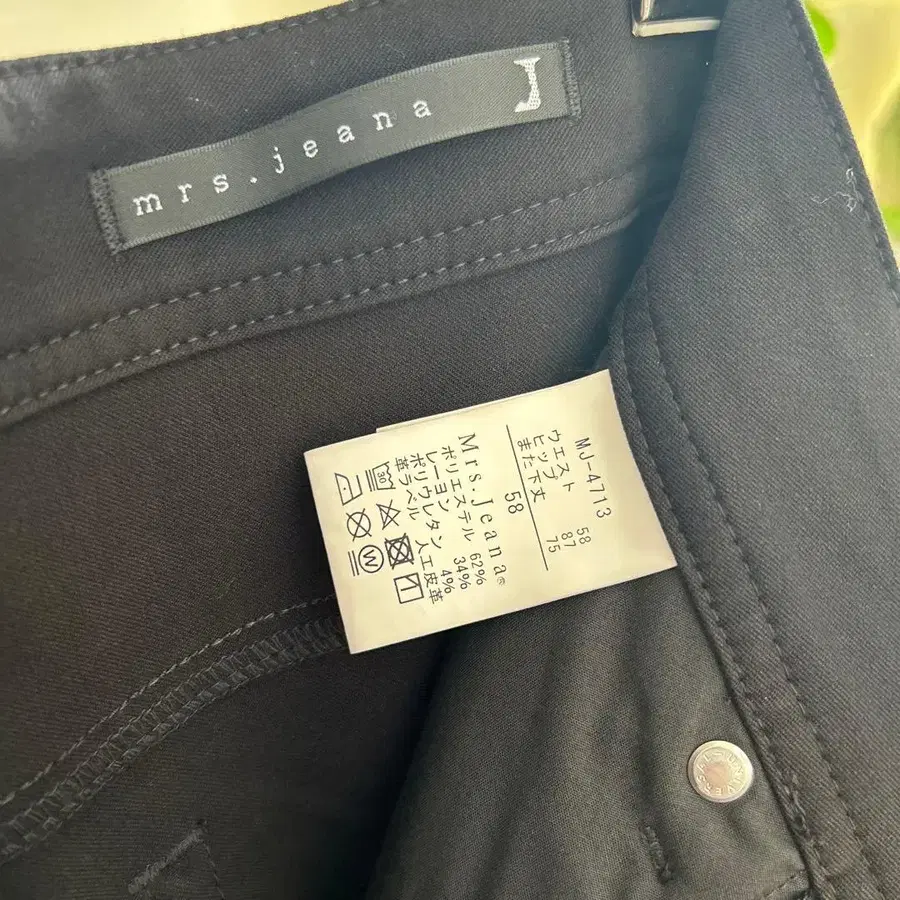 mrs.jeana
MJ-4713
ウエスト 58
ヒップ 87
また下丈 75
58
Mrs.Jeana®
ポリエステル 62%
レーヨン 34%
ポリウレタン 4%
革ラベル 人工皮革
30
W